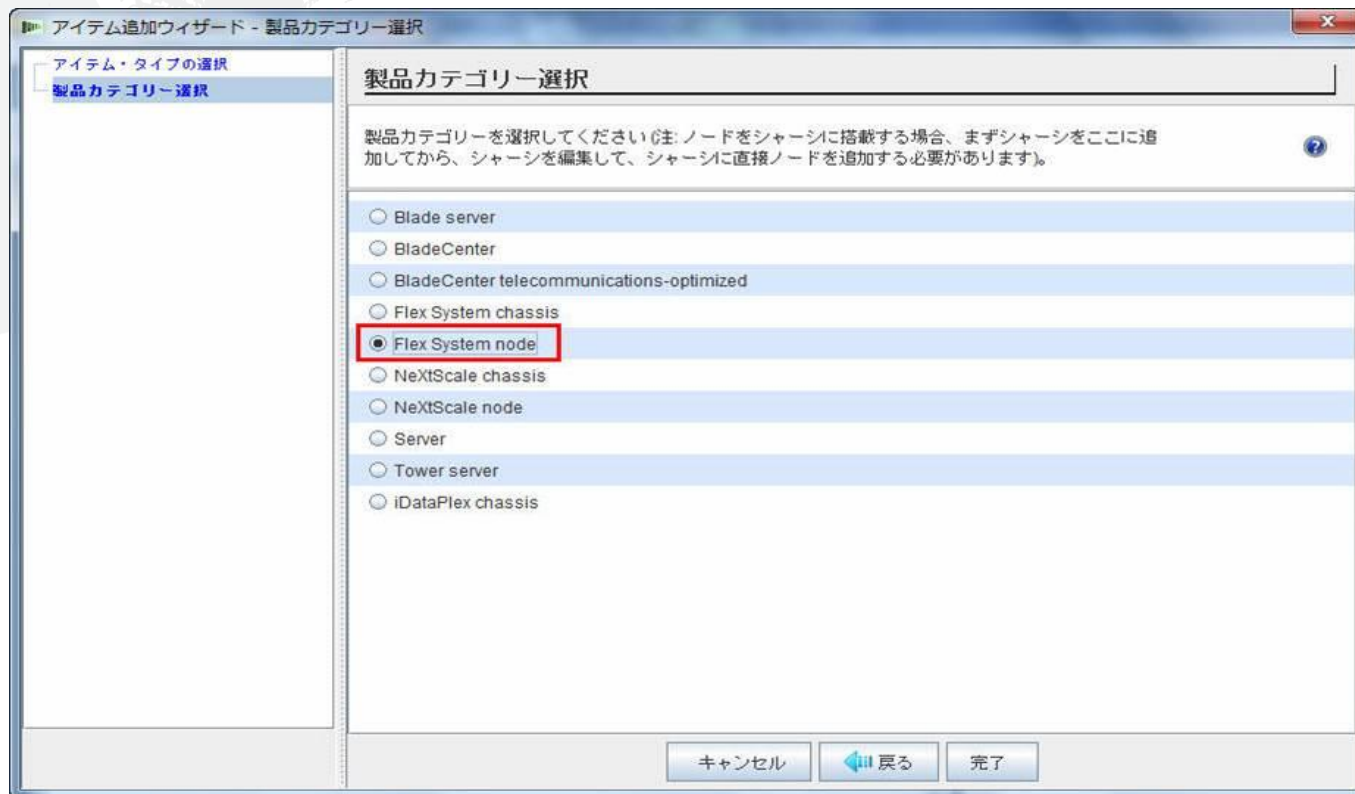 アイテム追加ウィザード - 製品カテゴリー選択
アイテム・タイプの選択
製品カテゴリー選択
製品カテゴリー選択
製品カテゴリーを選択してください(注: ノードをシャーシに搭載する場合、まずシャーシをここに追
加してから、シャーシを編集して、シャーシに直接ノードを追加する必要があります)。
Blade server
BladeCenter
BladeCenter telecommunications-optimized
Flex System chassis
Flex System node
NeXtScale chassis
NeXtScale node
Server
Tower server
iDataPlex chassis
キャンセル
戻る
完了